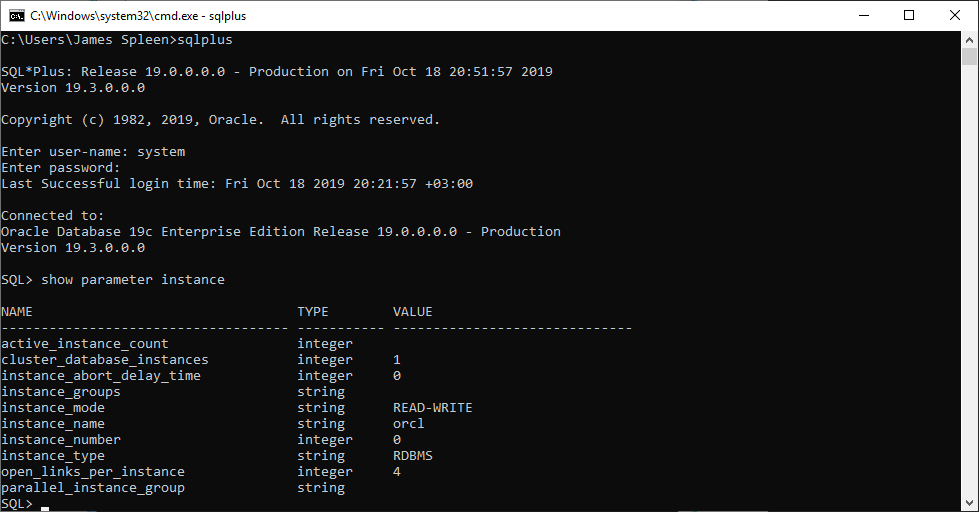 C:\Windows\system32\cmd.exe - sqlplus
C:\Users\James Spleen>sqlplus
SQL*Plus: Release 19.0.0.0.0 - Production on Fri Oct 18 20:51:57 2019
Version 19.3.0.0.0
Copyright (c) 1982, 2019, Oracle.  All rights reserved.
Enter user-name: system
Enter password:
Last Successful login time: Fri Oct 18 2019 20:21:57 +03:00
Connected to:
Oracle Database 19c Enterprise Edition Release 19.0.0.0.0 - Production
Version 19.3.0.0.0
SQL> show parameter instance
NAME                                 TYPE        VALUE
------------------------------------ ----------- ------------------------------
active_instance_count                integer
cluster_database_instances           integer     1
instance_abort_delay_time            integer     0
instance_groups                      string
instance_mode                        string      READ-WRITE
instance_name                        string      orcl
instance_number                      integer     0
instance_type                        string      RDBMS
open_links_per_instance              integer     4
parallel_instance_group              string
SQL>